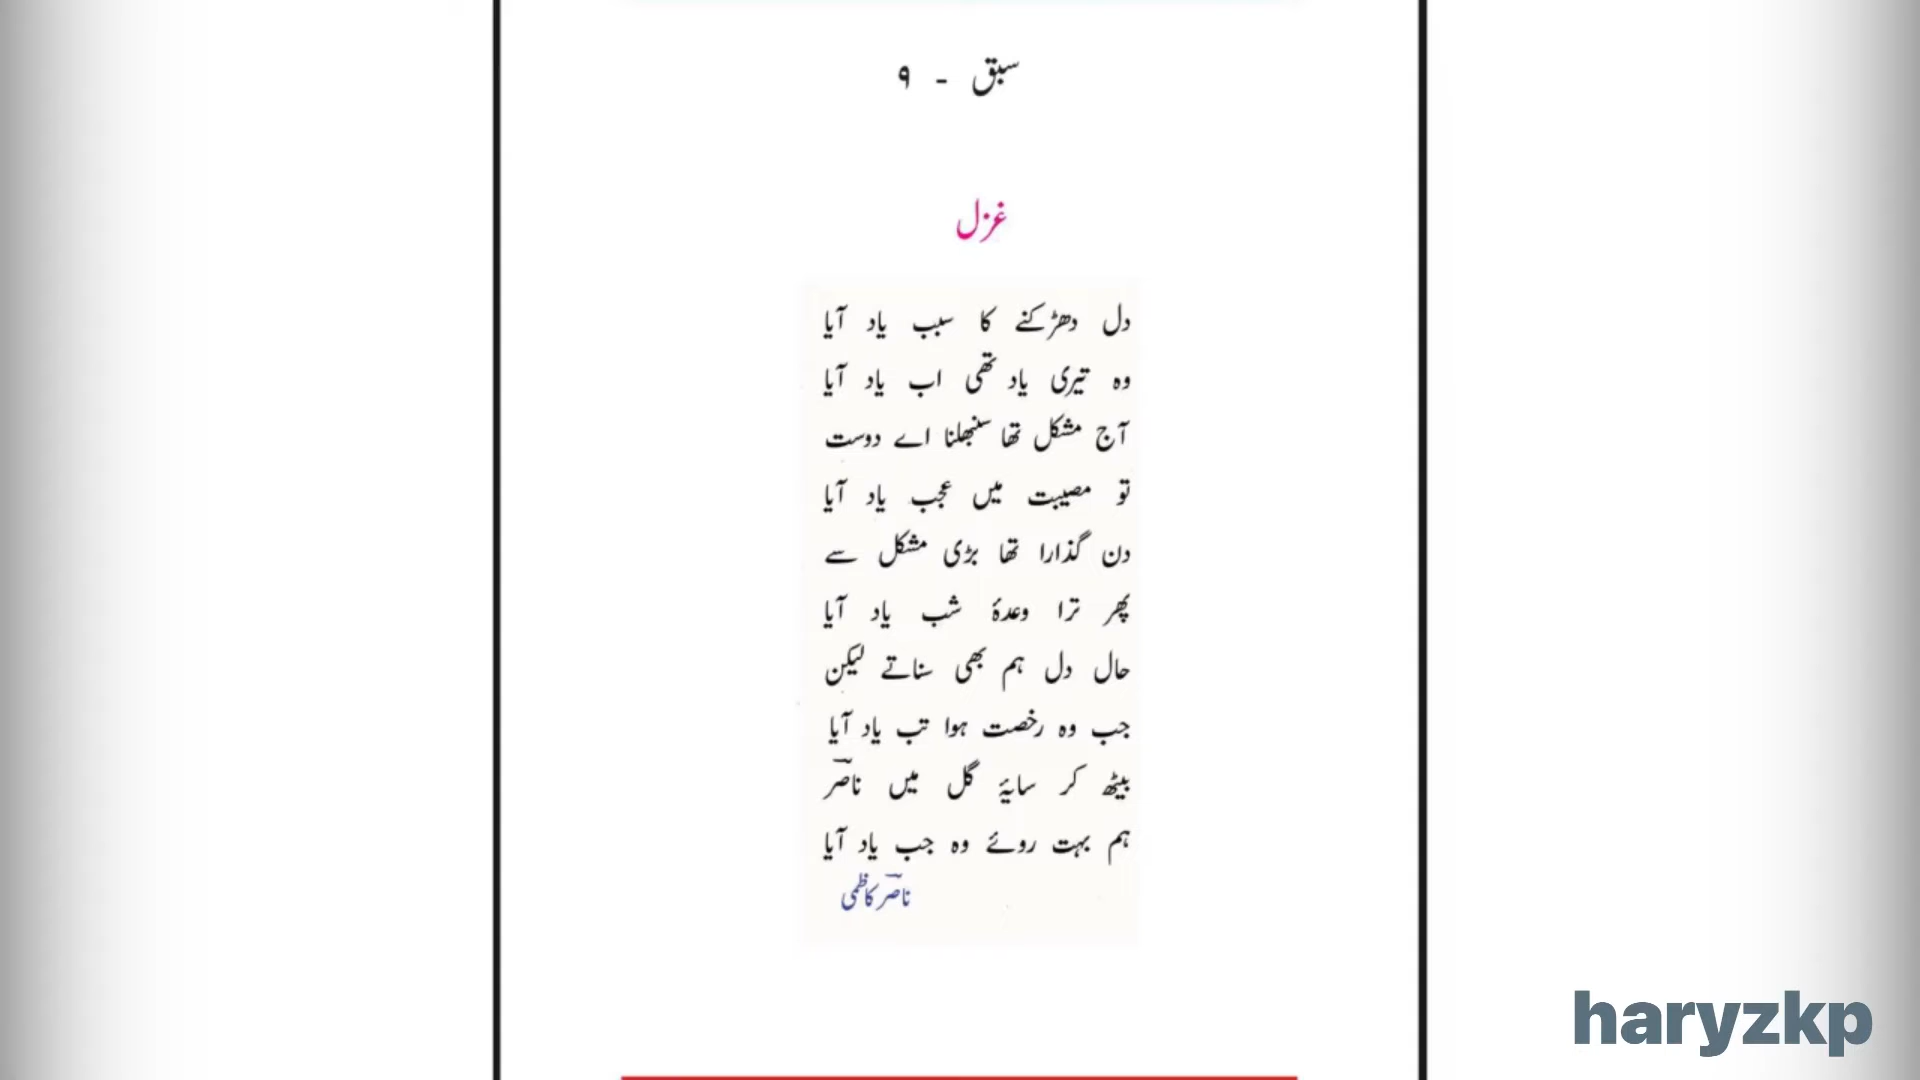 سبق - ۹
غزل
دل دھڑکنے کا سبب یاد آیا
وہ تیری یاد تھی اب یاد آیا
آج مشکل تھا سنبھلنا اے دوست
تو مصیبت میں عجب یاد آیا
دن گذارا تھا بڑی مشکل سے
پھر ترا وعدۂ شب یاد آیا
حال دل ہم بھی سناتے لیکن
جب وہ رخصت ہوا تب یاد آیا
بیٹھ کر سایۂ گل میں ناصرؔ
ہم بہت روئے وہ جب یاد آیا
ناصرؔ کاظمی
haryzkp